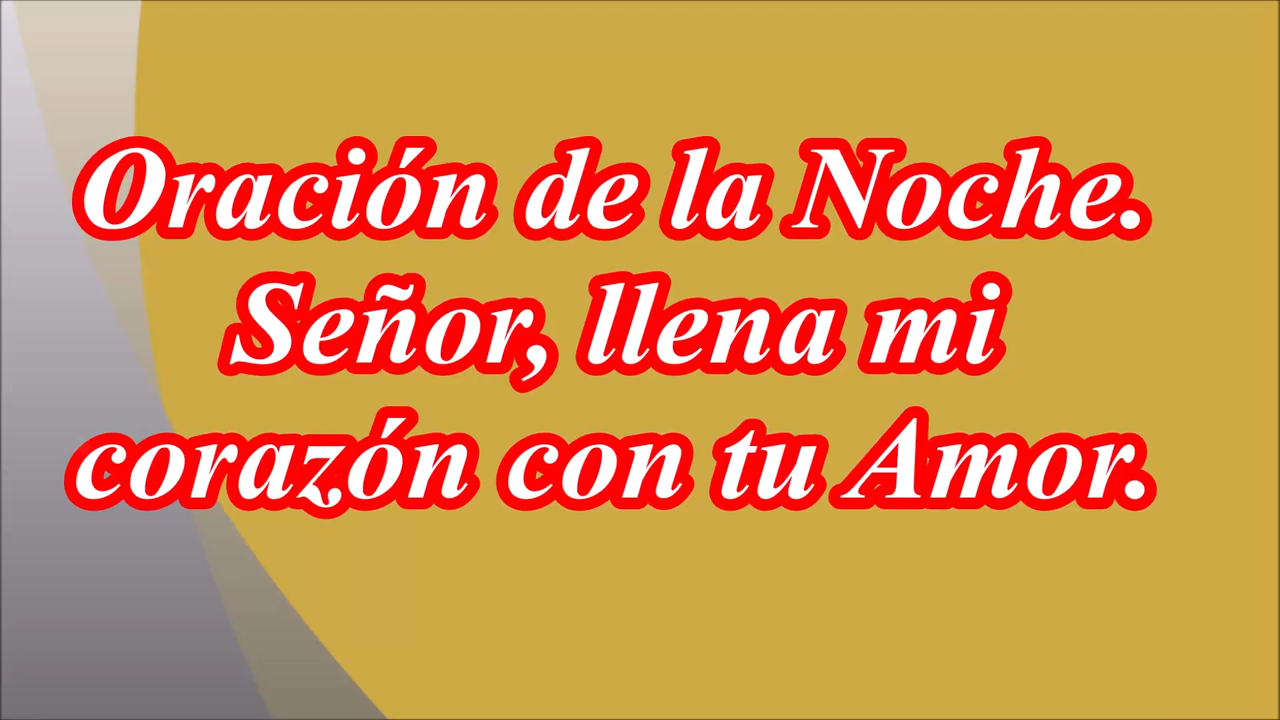 Oración de la Noche.
Señor, llena mi
corazón con tu Amor.